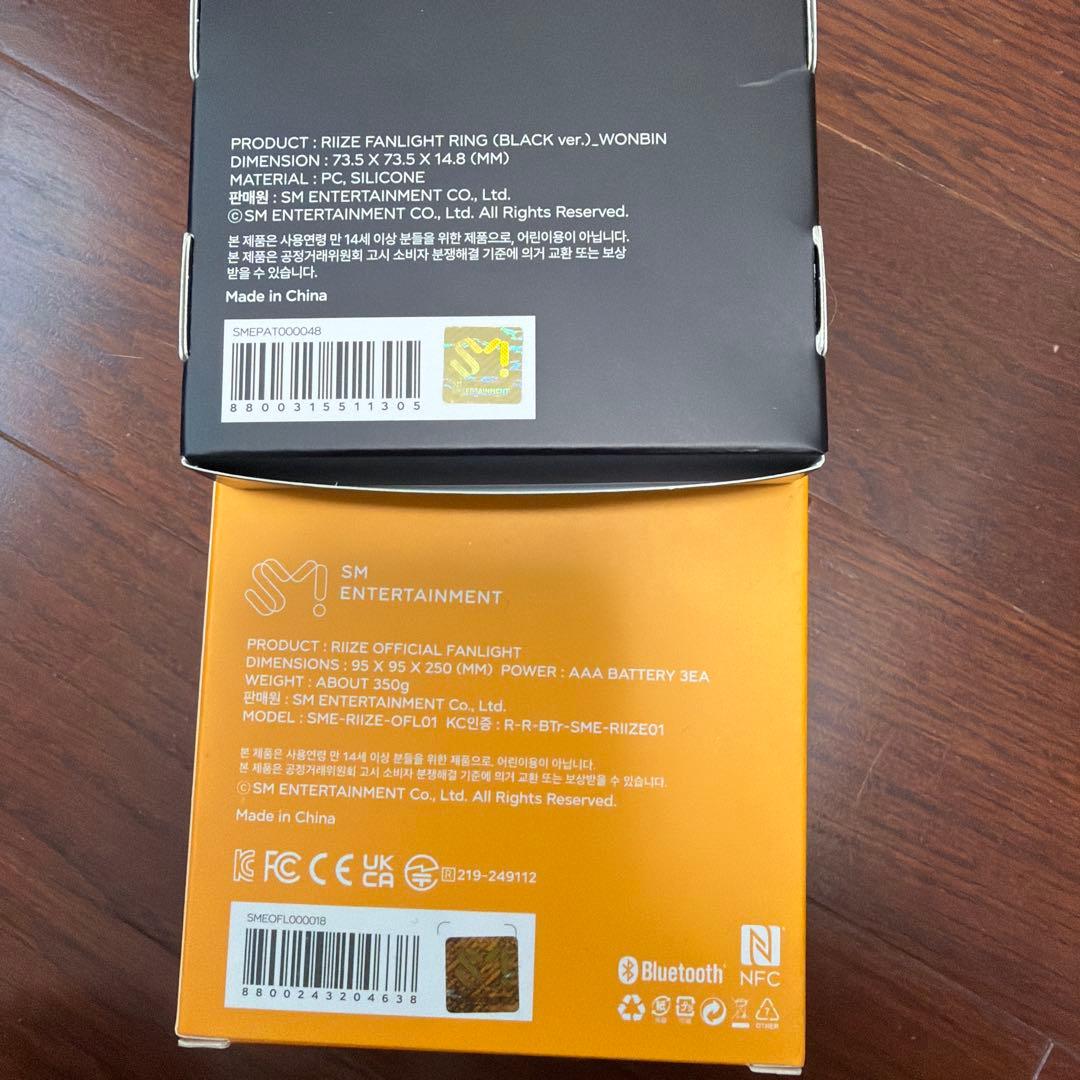 PRODUCT : RIIZE FANLIGHT RING (BLACK ver.)_WONBIN
DIMENSION : 73.5 X 73.5 X 14.8 (MM)
MATERIAL : PC, SILICONE
판매원 : SM ENTERTAINMENT CO., Ltd.
©SM ENTERTAINMENT CO., Ltd. All Rights Reserved.
본 제품은 사용연령 만 14세 이상 분들을 위한 제품으로, 어린이용이 아닙니다.
본 제품은 공정거래위원회 고시 소비자 분쟁해결 기준에 의거 교환 또는 보상
받을 수 있습니다.
Made in China
SMEPAT000048
8800315511305
SM
ENTERTAINMENT
PRODUCT : RIIZE OFFICIAL FANLIGHT
DIMENSIONS : 95 X 95 X 250 (MM) POWER : AAA BATTERY 3EA
WEIGHT : ABOUT 350g
판매원 : SM ENTERTAINMENT Co., Ltd.
MODEL : SME-RIIZE-OFL01 KC인증 : R-R-BTr-SME-RIIZE01
본 제품은 사용연령 만 14세 이상 분들을 위한 제품으로, 어린이용이 아닙니다.
본 제품은 공정거래위원회 고시 소비자 분쟁해결 기준에 의거 교환 또는 보상받을 수 있습니다.
©SM ENTERTAINMENT Co., Ltd. All Rights Reserved.
Made in China
FC CE UK CA R 219-249112
SMEOFL000018
8800243204638
Bluetooth
NFC
7
OTHER